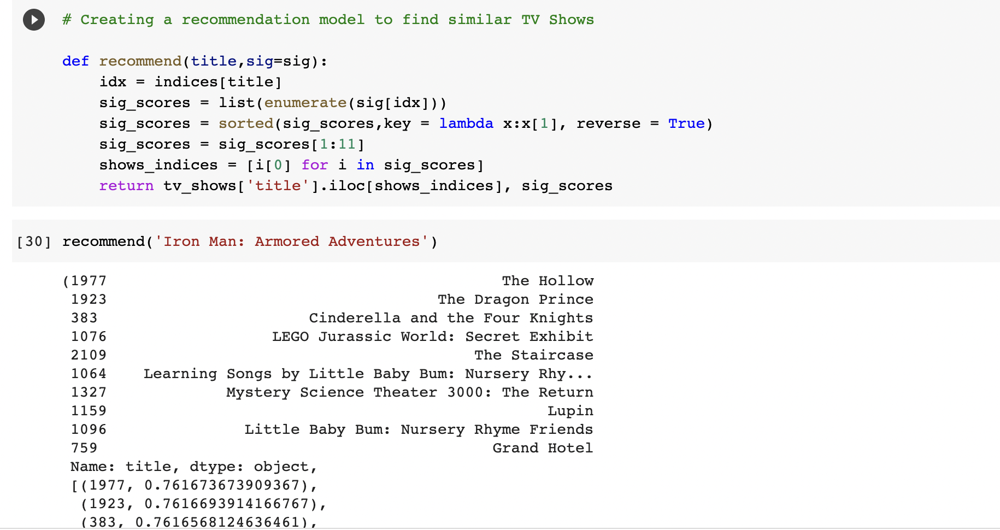 # Creating a recommendation model to find similar TV Shows
def recommend(title,sig=sig):
    idx = indices[title]
    sig_scores = list(enumerate(sig[idx]))
    sig_scores = sorted(sig_scores,key = lambda x:x[1], reverse = True)
    sig_scores = sig_scores[1:11]
    shows_indices = [i[0] for i in sig_scores]
    return tv_shows['title'].iloc[shows_indices], sig_scores
[30] recommend('Iron Man: Armored Adventures')
(1977 The Hollow
1923 The Dragon Prince
383 Cinderella and the Four Knights
1076 LEGO Jurassic World: Secret Exhibit
2109 The Staircase
1064 Learning Songs by Little Baby Bum: Nursery Rhy...
1327 Mystery Science Theater 3000: The Return
1159 Lupin
1096 Little Baby Bum: Nursery Rhyme Friends
759 Grand Hotel
Name: title, dtype: object,
[(1977, 0.761673673909367),
(1923, 0.7616693914166767),
(383, 0.7616568124636461),